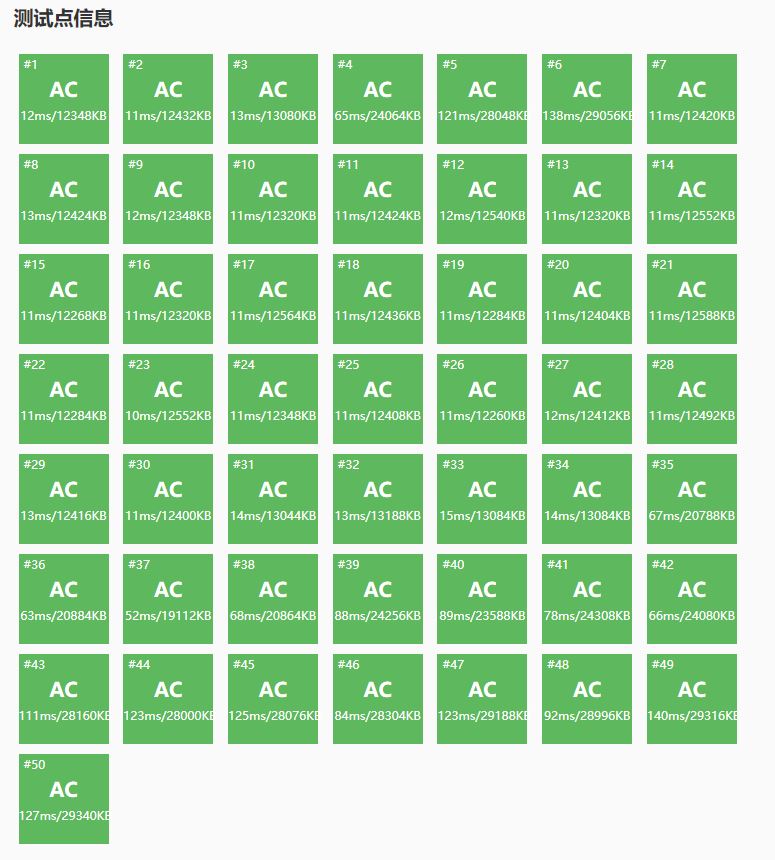 测试点信息
#1 #2 #3 #4 #5 #6 #7
AC AC AC AC AC AC AC
12ms/12348KB 11ms/12432KB 13ms/13080KB 65ms/24064KB 121ms/28048KB 138ms/29056KB 11ms/12420KB
#8 #9 #10 #11 #12 #13 #14
AC AC AC AC AC AC AC
13ms/12424KB 12ms/12348KB 11ms/12320KB 11ms/12424KB 12ms/12540KB 11ms/12320KB 11ms/12552KB
#15 #16 #17 #18 #19 #20 #21
AC AC AC AC AC AC AC
11ms/12268KB 11ms/12320KB 11ms/12564KB 11ms/12436KB 11ms/12284KB 11ms/12404KB 11ms/12588KB
#22 #23 #24 #25 #26 #27 #28
AC AC AC AC AC AC AC
11ms/12284KB 10ms/12552KB 11ms/12348KB 11ms/12408KB 11ms/12260KB 12ms/12412KB 11ms/12492KB
#29 #30 #31 #32 #33 #34 #35
AC AC AC AC AC AC AC
13ms/12416KB 11ms/12400KB 14ms/13044KB 13ms/13188KB 15ms/13084KB 14ms/13084KB 67ms/20788KB
#36 #37 #38 #39 #40 #41 #42
AC AC AC AC AC AC AC
63ms/20884KB 52ms/19112KB 68ms/20864KB 88ms/24256KB 89ms/23588KB 78ms/24308KB 66ms/24080KB
#43 #44 #45 #46 #47 #48 #49
AC AC AC AC AC AC AC
111ms/28160KB 123ms/28000KB 125ms/28076KB 84ms/28304KB 123ms/29188KB 92ms/28996KB 140ms/29316KB
#50
AC
127ms/29340KB